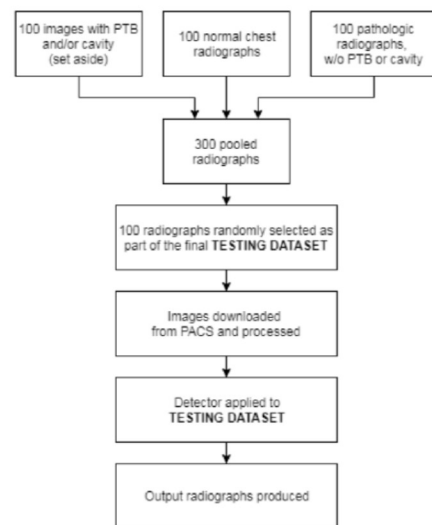 100 images with PTB
and/or cavity
(set aside)
100 normal chest
radiographs
100 pathologic
radiographs,
w/o PTB or cavity
300 pooled
radiographs
100 radiographs randomly selected as
part of the final TESTING DATASET
Images downloaded
from PACS and processed
Detector applied to
TESTING DATASET
Output radiographs produced